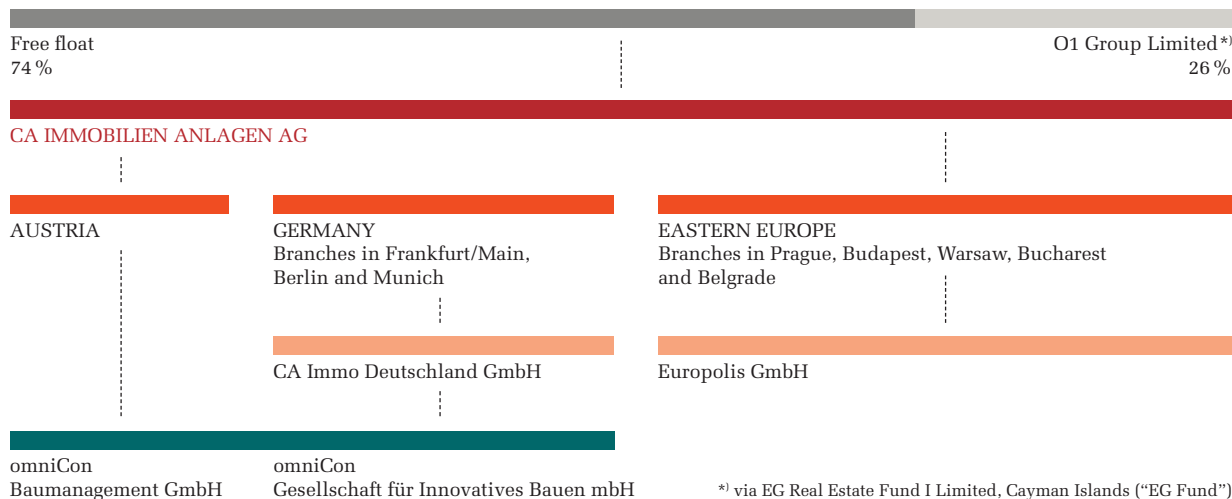 Free float
74 %
O1 Group Limited*)
26 %
CA IMMOBILIEN ANLAGEN AG
AUSTRIA
GERMANY
Branches in Frankfurt/Main,
Berlin and Munich
EASTERN EUROPE
Branches in Prague, Budapest, Warsaw, Bucharest
and Belgrade
CA Immo Deutschland GmbH
Europolis GmbH
omniCon
Baumanagement GmbH
omniCon
Gesellschaft für Innovatives Bauen mbH
*) via EG Real Estate Fund I Limited, Cayman Islands (“EG Fund”)